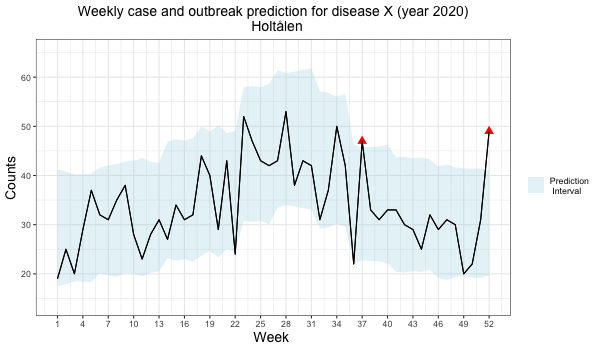 Weekly case and outbreak prediction for disease X (year 2020)
Holtålen
Counts
60
50
40
30
20
1 4 7 10 13 16 19 22 25 28 31 34 37 40 43 46 49 52
Week
Prediction
Interval